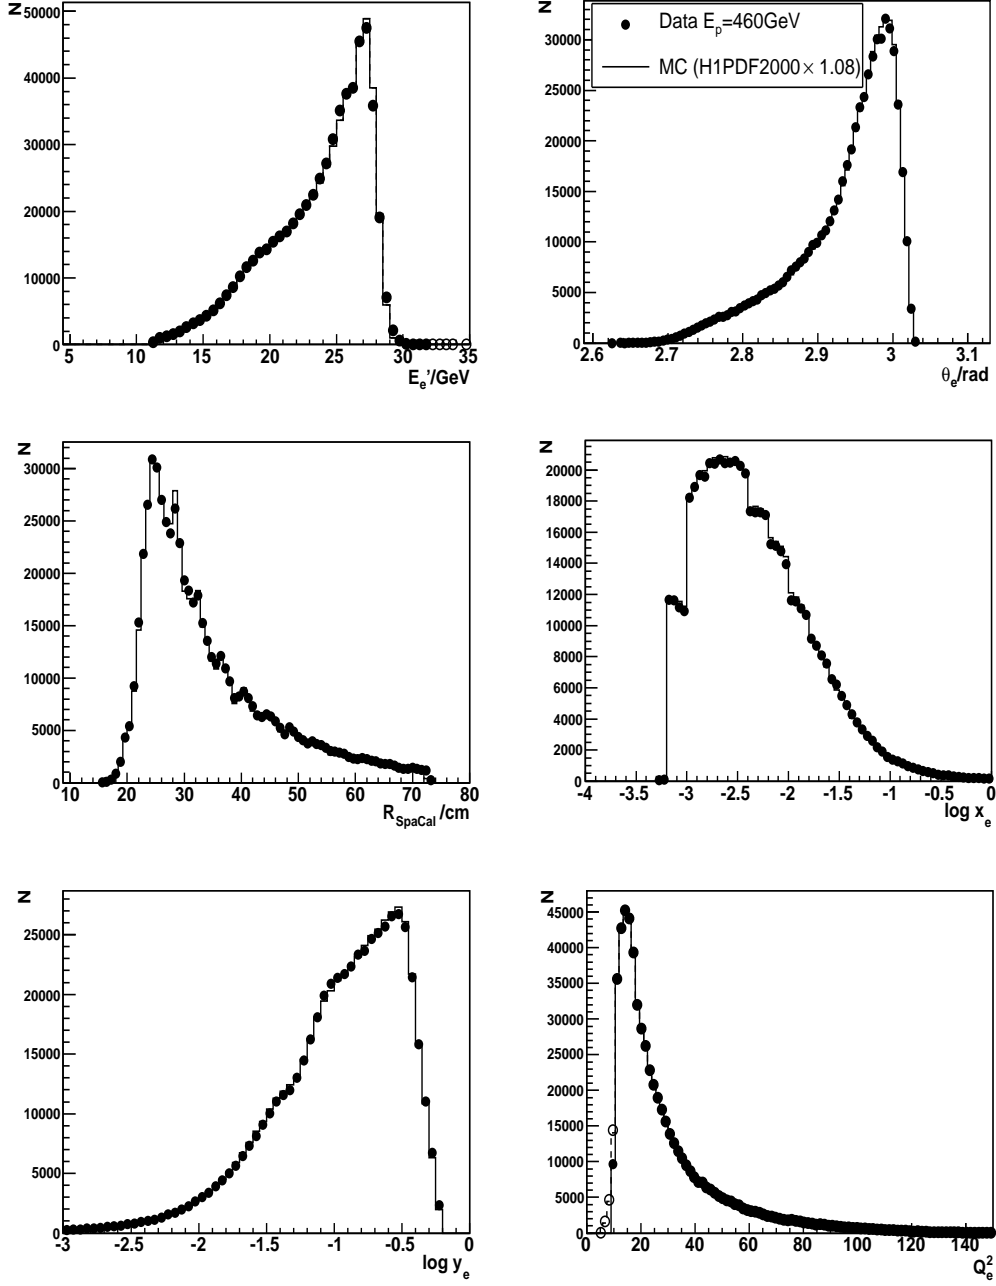 N
50000
40000
30000
20000
10000
0
5 10 15 20 25 30 35
E_e'/GeV
N
Data E_p=460GeV
MC (H1PDF2000 × 1.08)
30000
25000
20000
15000
10000
5000
0
2.6 2.7 2.8 2.9 3 3.1
θ_e/rad
N
30000
25000
20000
15000
10000
5000
0
10 20 30 40 50 60 70 80
R_SpaCal /cm
N
20000
18000
16000
14000
12000
10000
8000
6000
4000
2000
0
-4 -3.5 -3 -2.5 -2 -1.5 -1 -0.5 0
log x_e
N
25000
20000
15000
10000
5000
0
-3 -2.5 -2 -1.5 -1 -0.5 0
log y_e
N
45000
40000
35000
30000
25000
20000
15000
10000
5000
0
0 20 40 60 80 100 120 140
Q_e^2